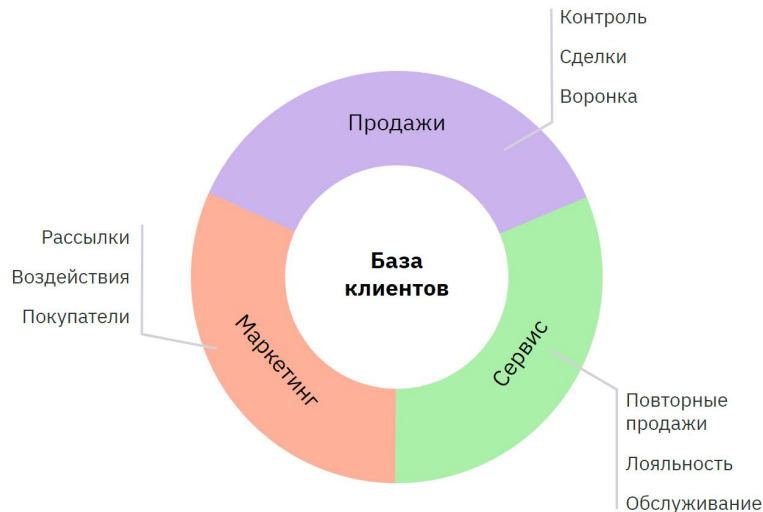 Контроль
Сделки
Воронка
Продажи
База
клиентов
Рассылки
Воздействия
Покупатели
Маркетинг
Сервис
Повторные
продажи
Лояльность
Обслуживание